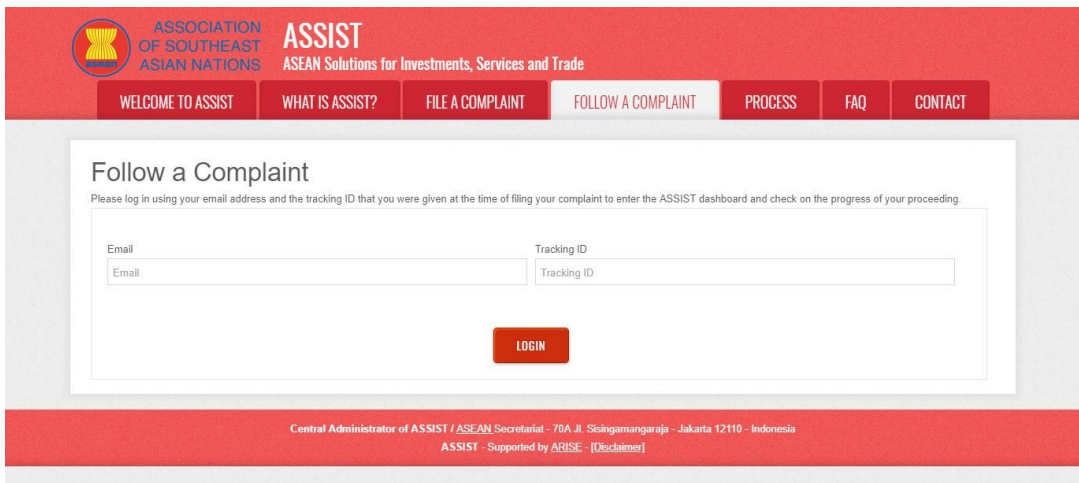 ASSOCIATION
OF SOUTHEAST
ASIAN NATIONS
asean
ASSIST
ASEAN Solutions for Investments, Services and Trade
WELCOME TO ASSIST WHAT IS ASSIST? FILE A COMPLAINT FOLLOW A COMPLAINT PROCESS FAQ CONTACT
Follow a Complaint
Please log in using your email address and the tracking ID that you were given at the time of filing your complaint to enter the ASSIST dashboard and check on the progress of your proceeding.
Email Tracking ID
Email Tracking ID
LOGIN
Central Administrator of ASSIST / ASEAN Secretariat - 70A Jl. Sisingamangaraja - Jakarta 12110 - Indonesia
ASSIST - Supported by ARISE - [Disclaimer]